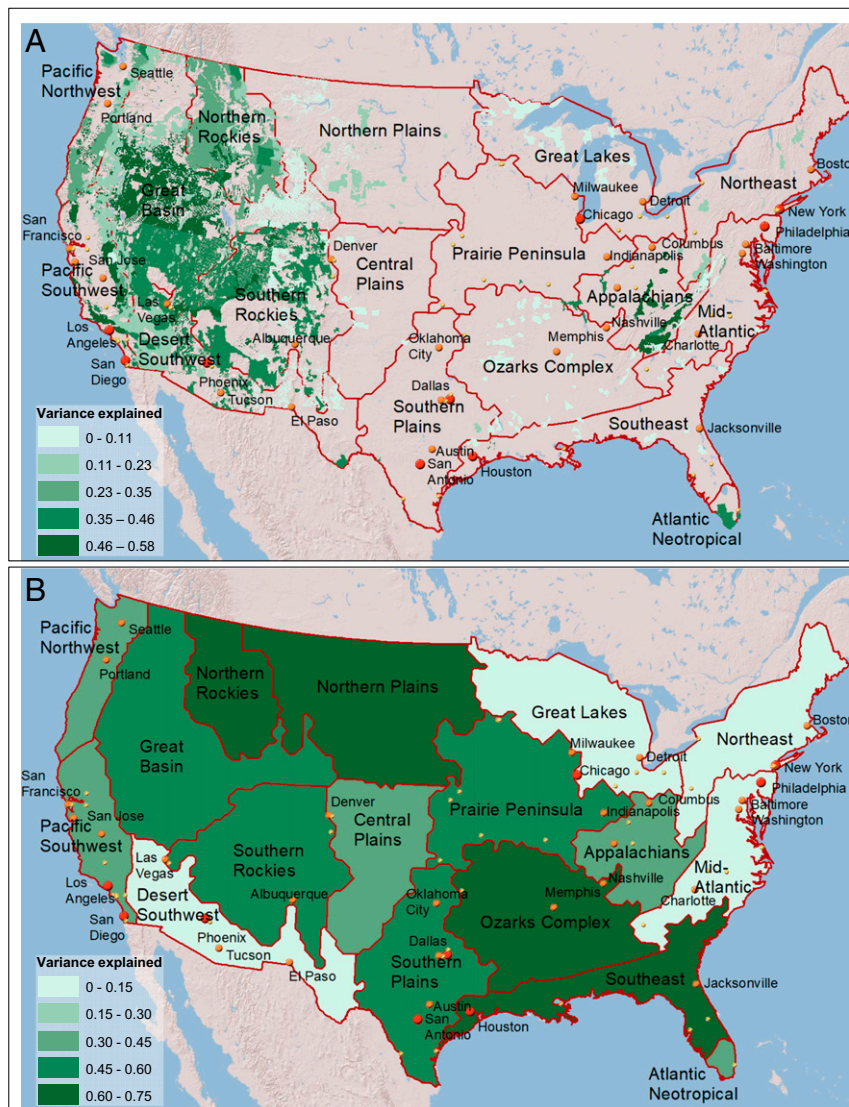 A
Pacific
Northwest
Seattle
Portland
Northern
Rockies
Northern Plains
Great Lakes
Northeast
Boston
Great
Basin
Milwaukee
Detroit
Chicago
New York
Philadelphia
Baltimore
Washington
San
Francisco
San Jose
Pacific
Southwest
Denver
Central
Plains
Prairie Peninsula
Columbus
Indianapolis
Appalachians
Mid-
Atlantic
Las
Vegas
Southern
Rockies
Los
Angeles
Desert
Southwest
Albuquerque
Oklahoma
City
Memphis
Nashville
Charlotte
San
Diego
Phoenix
Tucson
El Paso
Ozarks Complex
Dallas
Southern
Plains
Southeast
Jacksonville
Austin
San
Antonio
Houston
Atlantic
Neotropical
Variance explained
0 - 0.11
0.11 - 0.23
0.23 - 0.35
0.35 – 0.46
0.46 – 0.58
B
Pacific
Northwest
Seattle
Portland
Northern
Rockies
Northern Plains
Great Lakes
Northeast
Boston
Great
Basin
Milwaukee
Detroit
Chicago
New York
Philadelphia
Baltimore
Washington
San
Francisco
San Jose
Pacific
Southwest
Denver
Central
Plains
Prairie Peninsula
Columbus
Indianapolis
Appalachians
Mid-
Atlantic
Las
Vegas
Southern
Rockies
Los
Angeles
Desert
Southwest
Albuquerque
Oklahoma
City
Memphis
Nashville
Charlotte
San
Diego
Phoenix
Tucson
El Paso
Ozarks Complex
Dallas
Southern
Plains
Southeast
Jacksonville
Austin
San
Antonio
Houston
Atlantic
Neotropical
Variance explained
0 - 0.15
0.15 - 0.30
0.30 - 0.45
0.45 - 0.60
0.60 - 0.75